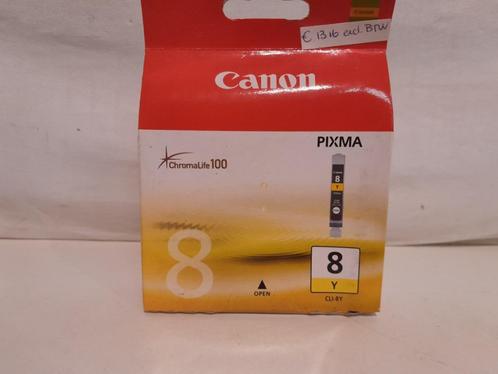 € 13.16 excl. BTW
Canon
PIXMA
ChromaLife100
8
Y
8
OPEN
8
Y
CLI-8Y